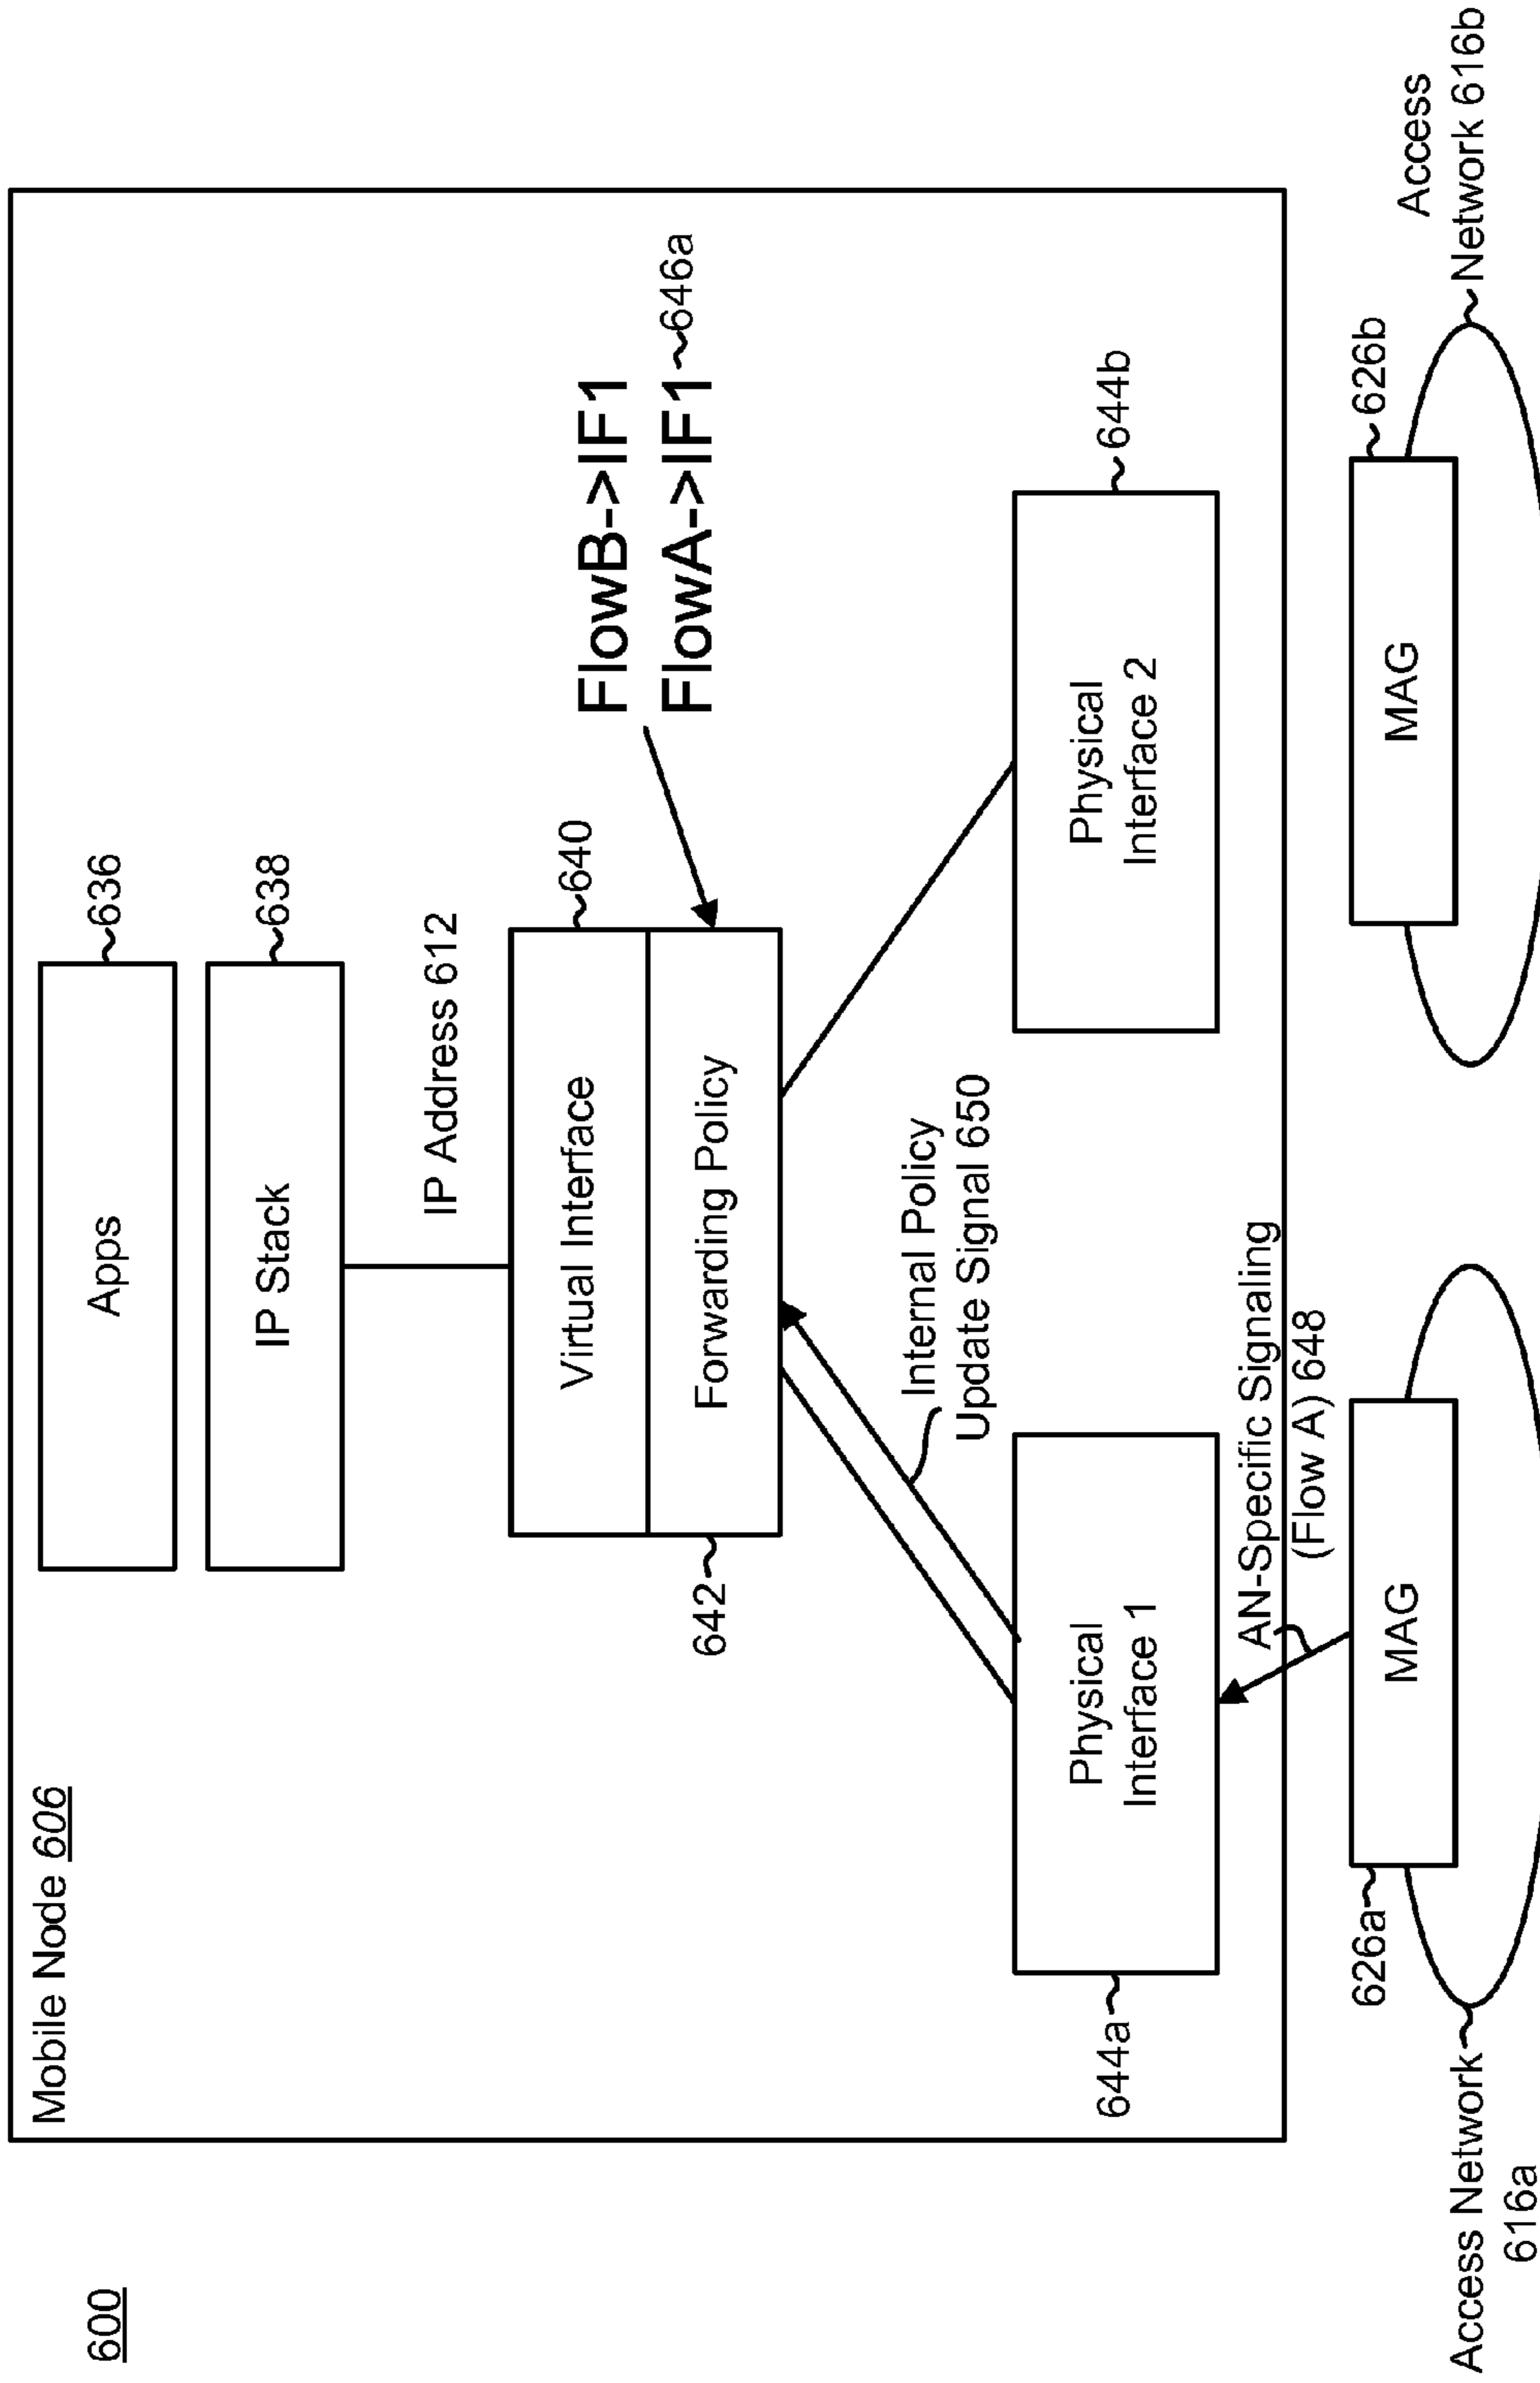 600
Mobile Node 606
Apps
636
IP Stack
638
IP Address 612
Virtual Interface
640
Forwarding Policy
642
FlowB->IF1
FlowA->IF1
646a
Internal Policy
Update Signal 650
Physical
Interface 1
644a
Physical
Interface 2
644b
AN-Specific Signaling
(Flow A) 648
MAG
626a
MAG
626b
Access Network
616a
Access
Network 616b